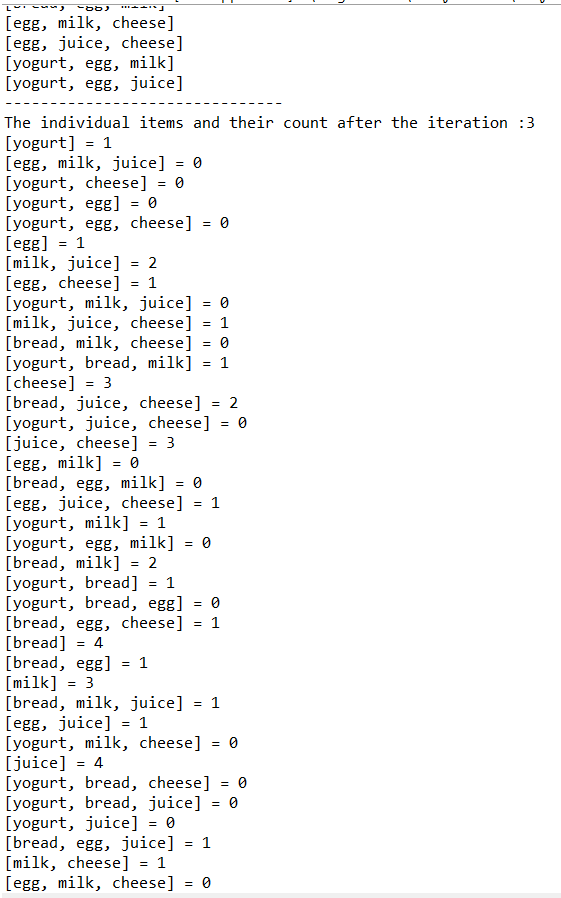 [egg, milk, cheese]
[egg, juice, cheese]
[yogurt, egg, milk]
[yogurt, egg, juice]
-------------------------------
The individual items and their count after the iteration :3
[yogurt] = 1
[egg, milk, juice] = 0
[yogurt, cheese] = 0
[yogurt, egg] = 0
[yogurt, egg, cheese] = 0
[egg] = 1
[milk, juice] = 2
[egg, cheese] = 1
[yogurt, milk, juice] = 0
[milk, juice, cheese] = 1
[bread, milk, cheese] = 0
[yogurt, bread, milk] = 1
[cheese] = 3
[bread, juice, cheese] = 2
[yogurt, juice, cheese] = 0
[juice, cheese] = 3
[egg, milk] = 0
[bread, egg, milk] = 0
[egg, juice, cheese] = 1
[yogurt, milk] = 1
[yogurt, egg, milk] = 0
[bread, milk] = 2
[yogurt, bread] = 1
[yogurt, bread, egg] = 0
[bread, egg, cheese] = 1
[bread] = 4
[bread, egg] = 1
[milk] = 3
[bread, milk, juice] = 1
[egg, juice] = 1
[yogurt, milk, cheese] = 0
[juice] = 4
[yogurt, bread, cheese] = 0
[yogurt, bread, juice] = 0
[yogurt, juice] = 0
[bread, egg, juice] = 1
[milk, cheese] = 1
[egg, milk, cheese] = 0